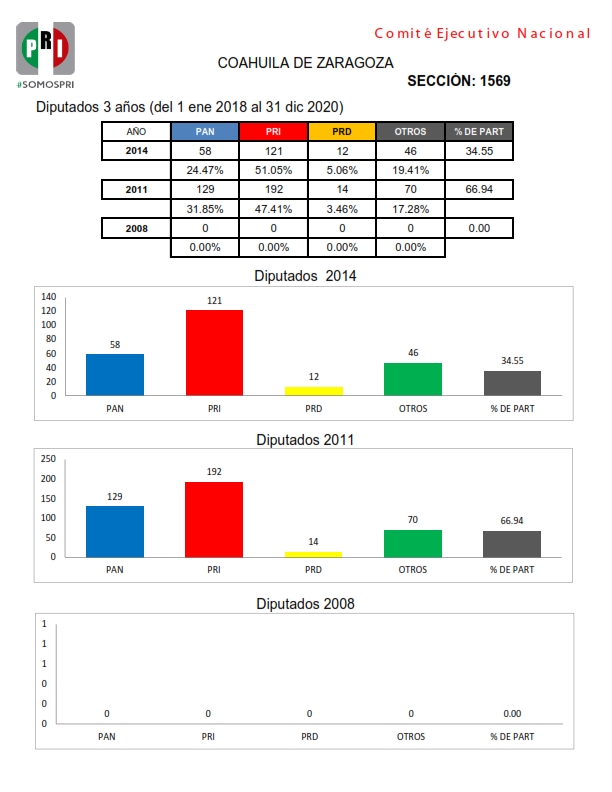 PRI
#SOMOSPRI
Comité Ejecutivo Nacional
COAHUILA DE ZARAGOZA
SECCIÓN: 1569
Diputados 3 años (del 1 ene 2018 al 31 dic 2020)
AÑO PAN PRI PRD OTROS % DE PART
2014 58 121 12 46 34.55
24.47% 51.05% 5.06% 19.41%
2011 129 192 14 70 66.94
31.85% 47.41% 3.46% 17.28%
2008 0 0 0 0 0.00
0.00% 0.00% 0.00% 0.00%
Diputados 2014
140
120
100
80
60
40
20
0
58 121 12 46 34.55
PAN PRI PRD OTROS % DE PART
Diputados 2011
250
200
150
100
50
0
129 192 14 70 66.94
PAN PRI PRD OTROS % DE PART
Diputados 2008
1
1
1
0
0
0
0 0 0 0 0.00
PAN PRI PRD OTROS % DE PART